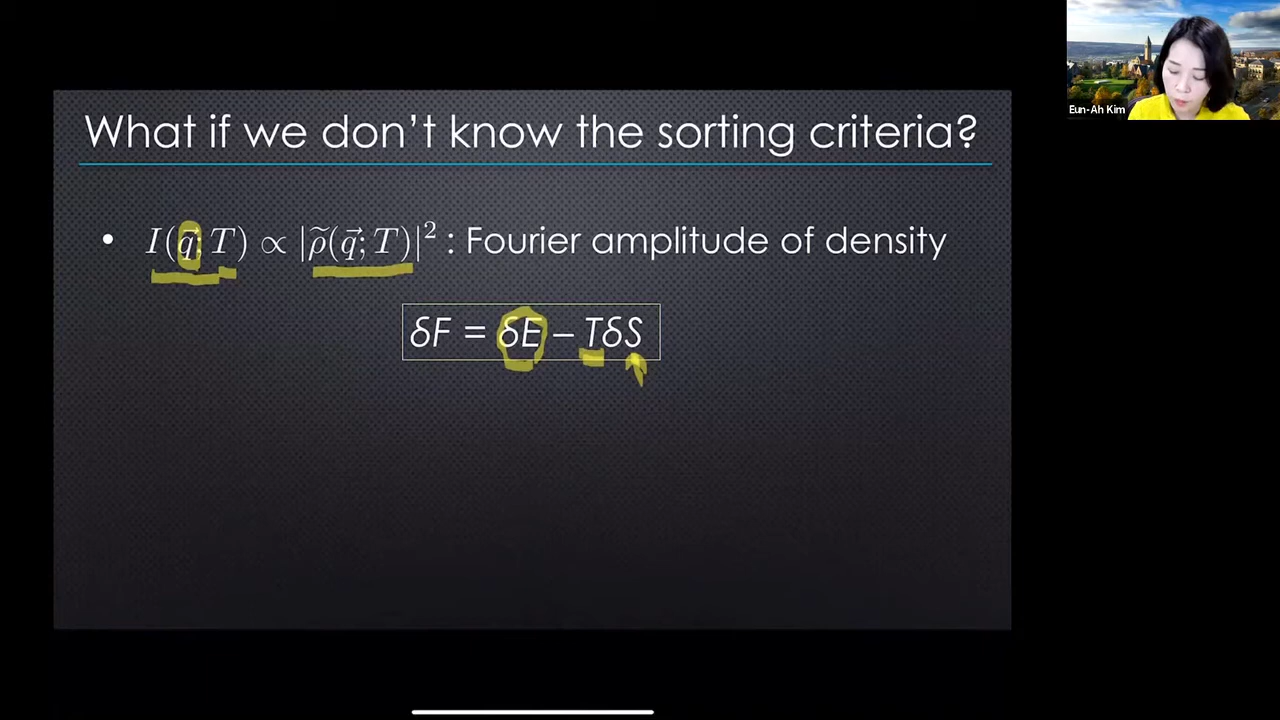 Eun-Ah Kim
What if we don't know the sorting criteria?
• I(q⃗; T) ∝ |ρ̃(q⃗; T)|² : Fourier amplitude of density
δF = δE – TδS